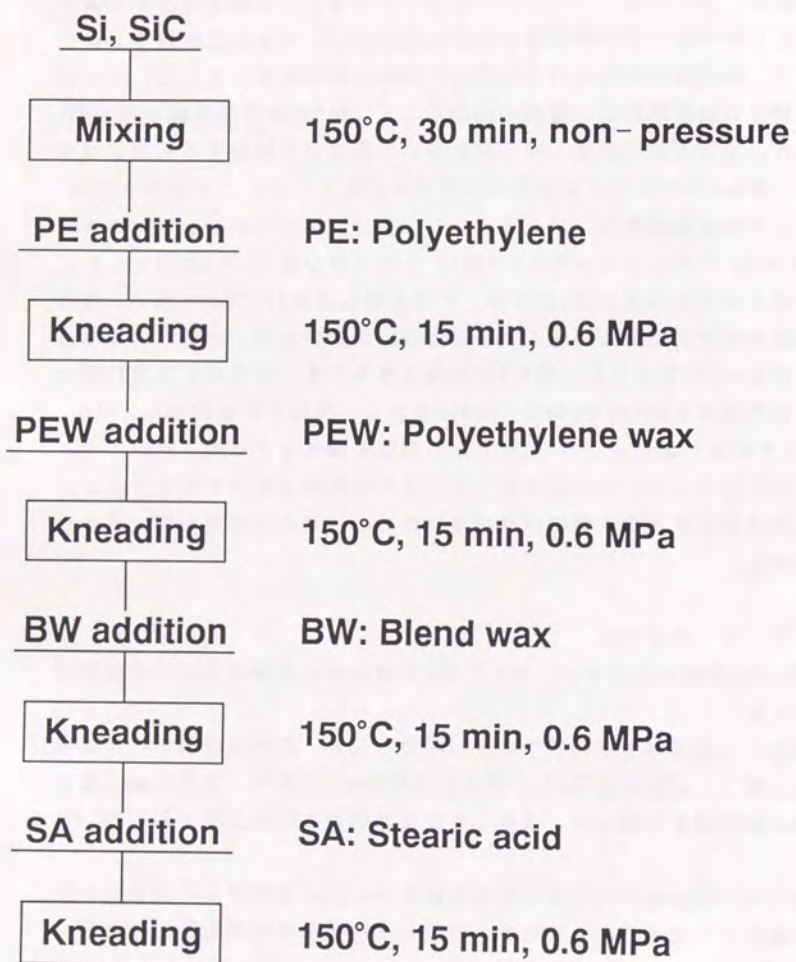 Si, SiC
Mixing 150°C, 30 min, non-pressure
PE addition PE: Polyethylene
Kneading 150°C, 15 min, 0.6 MPa
PEW addition PEW: Polyethylene wax
Kneading 150°C, 15 min, 0.6 MPa
BW addition BW: Blend wax
Kneading 150°C, 15 min, 0.6 MPa
SA addition SA: Stearic acid
Kneading 150°C, 15 min, 0.6 MPa